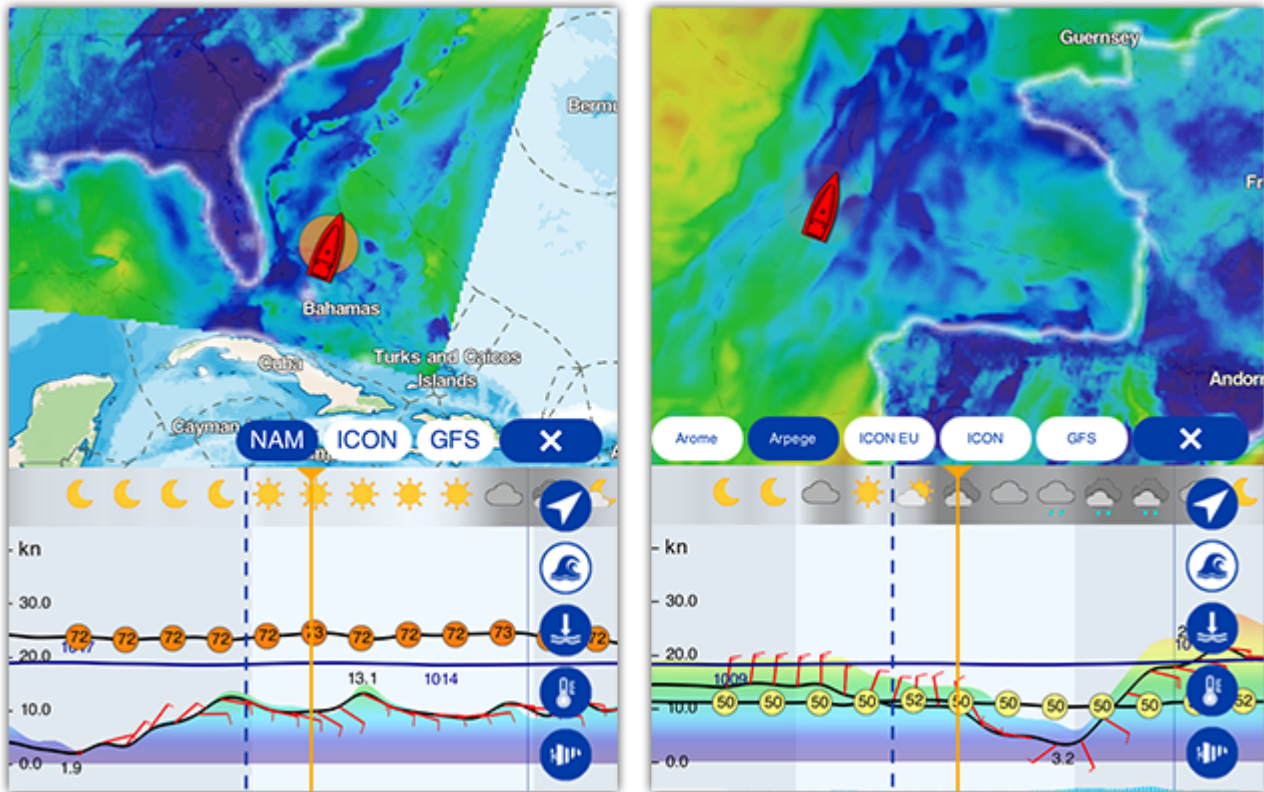 Bermu
Bahamas
Cuba
Turks and Caicos
Islands
Cayman
NAM ICON GFS X
kn
30.0
72 72 72 72 72 73 72 72 72 73 72
20.0
13.1
1014
10.0
0.0
1.9
Guernsey
Fr
Andorr
Arome Arpege ICON EU ICON GFS X
kn
30.0
20.0
1009
50 50 50 50 52 50 50 50 50 50 52
10.0
3.2
0.0